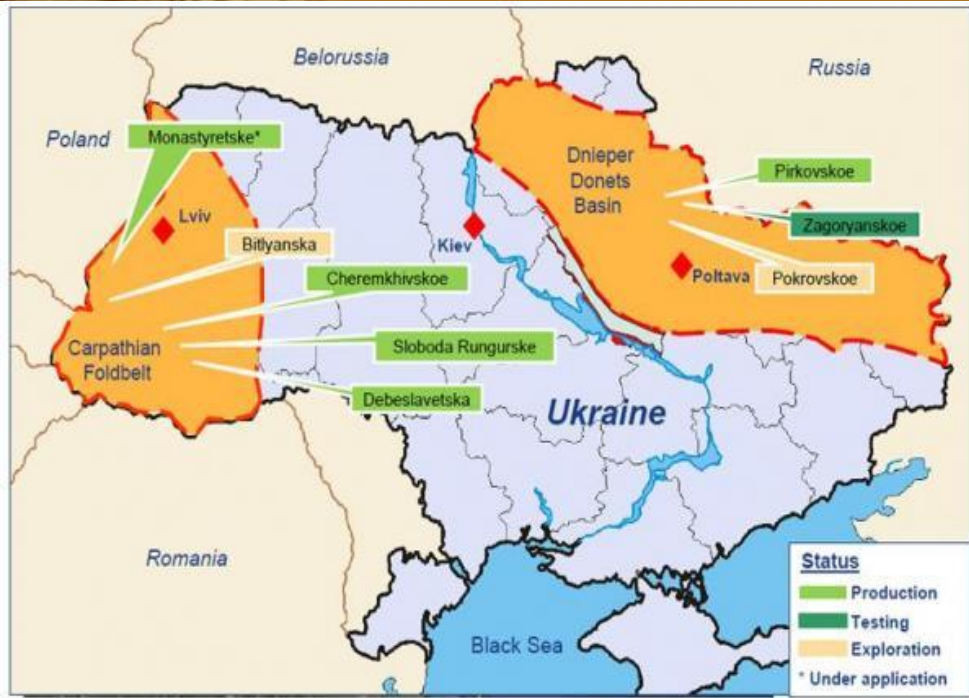 Belorussia
Russia
Poland
Monastyretske*
Dnieper
Donets
Basin
Pirkovskoe
Lviv
Zagoryanskoe
Bitlyanska
Kiev
Cheremkhivskoe
Poltava
Pokrovskoe
Carpathian
Foldbelt
Sloboda Rungurske
Debeslavetska
Ukraine
Romania
Black Sea
Status
Production
Testing
Exploration
* Under application